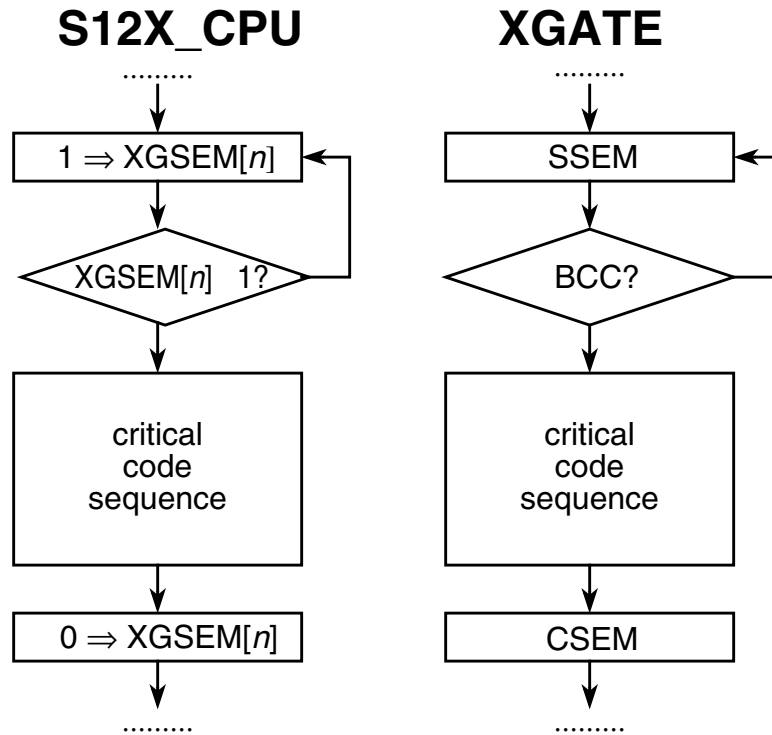 S12X_CPU
.........
1 ⇒ XGSEM[n]
XGSEM[n] 1?
critical
code
sequence
0 ⇒ XGSEM[n]
.........
XGATE
.........
SSEM
BCC?
critical
code
sequence
CSEM
.........